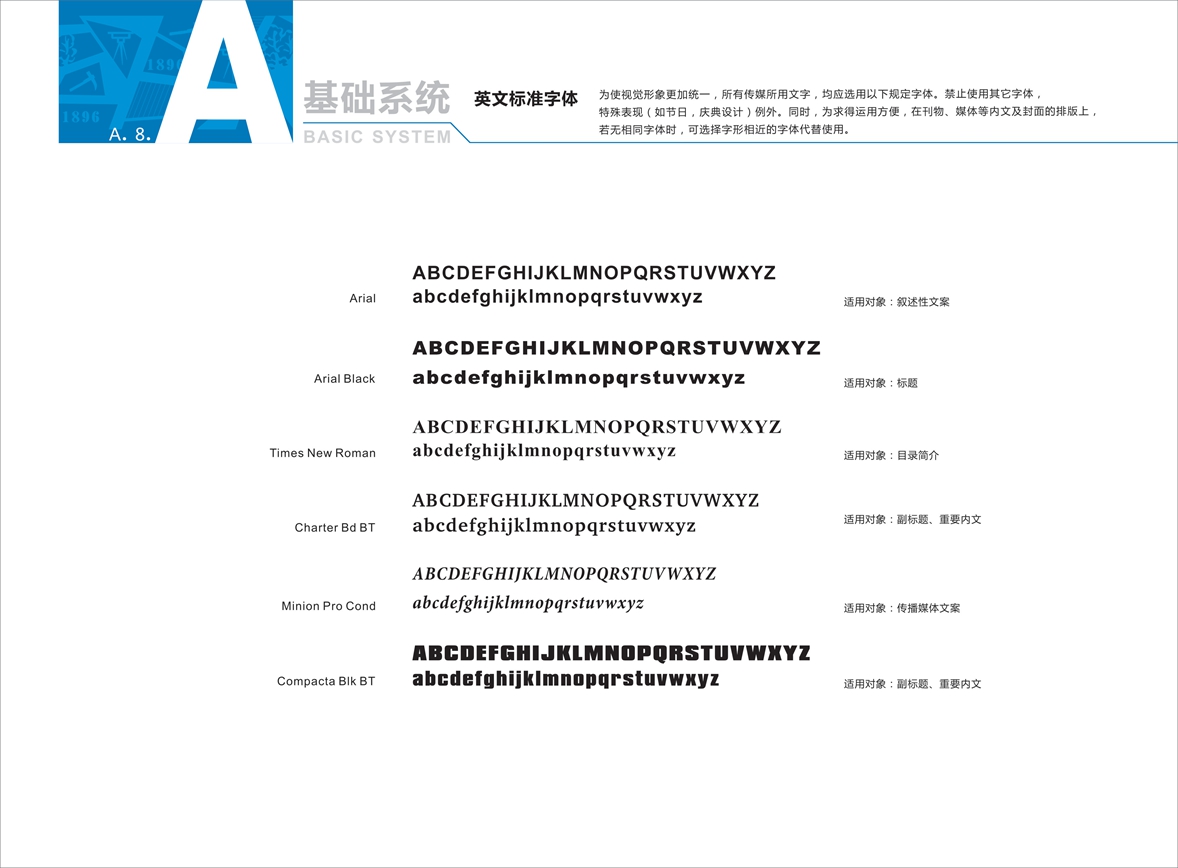 A
1896
1896
A. 8.
基础系统
BASIC SYSTEM
英文标准字体
为使视觉形象更加统一，所有传媒所用文字，均应选用以下规定字体。禁止使用其它字体，
特殊表现（如节日，庆典设计）例外。同时，为求得运用方便，在刊物、媒体等内文及封面的排版上，
若无相同字体时，可选择字形相近的字体代替使用。
ABCDEFGHIJKLMNOPQRSTUVWXYZ
Arial
abcdefghijklmnopqrstuvwxyz
适用对象：叙述性文案
ABCDEFGHIJKLMNOPQRSTUVWXYZ
Arial Black
abcdefghijklmnopqrstuvwxyz
适用对象：标题
ABCDEFGHIJKLMNOPQRSTUVWXYZ
Times New Roman
abcdefghijklmnopqrstuvwxyz
适用对象：目录简介
ABCDEFGHIJKLMNOPQRSTUVWXYZ
Charter Bd BT
abcdefghijklmnopqrstuvwxyz
适用对象：副标题、重要内文
ABCDEFGHIJKLMNOPQRSTUVWXYZ
Minion Pro Cond
abcdefghijklmnopqrstuvwxyz
适用对象：传播媒体文案
ABCDEFGHIJKLMNOPQRSTUVWXYZ
Compacta Blk BT
abcdefghijklmnopqrstuvwxyz
适用对象：副标题、重要内文